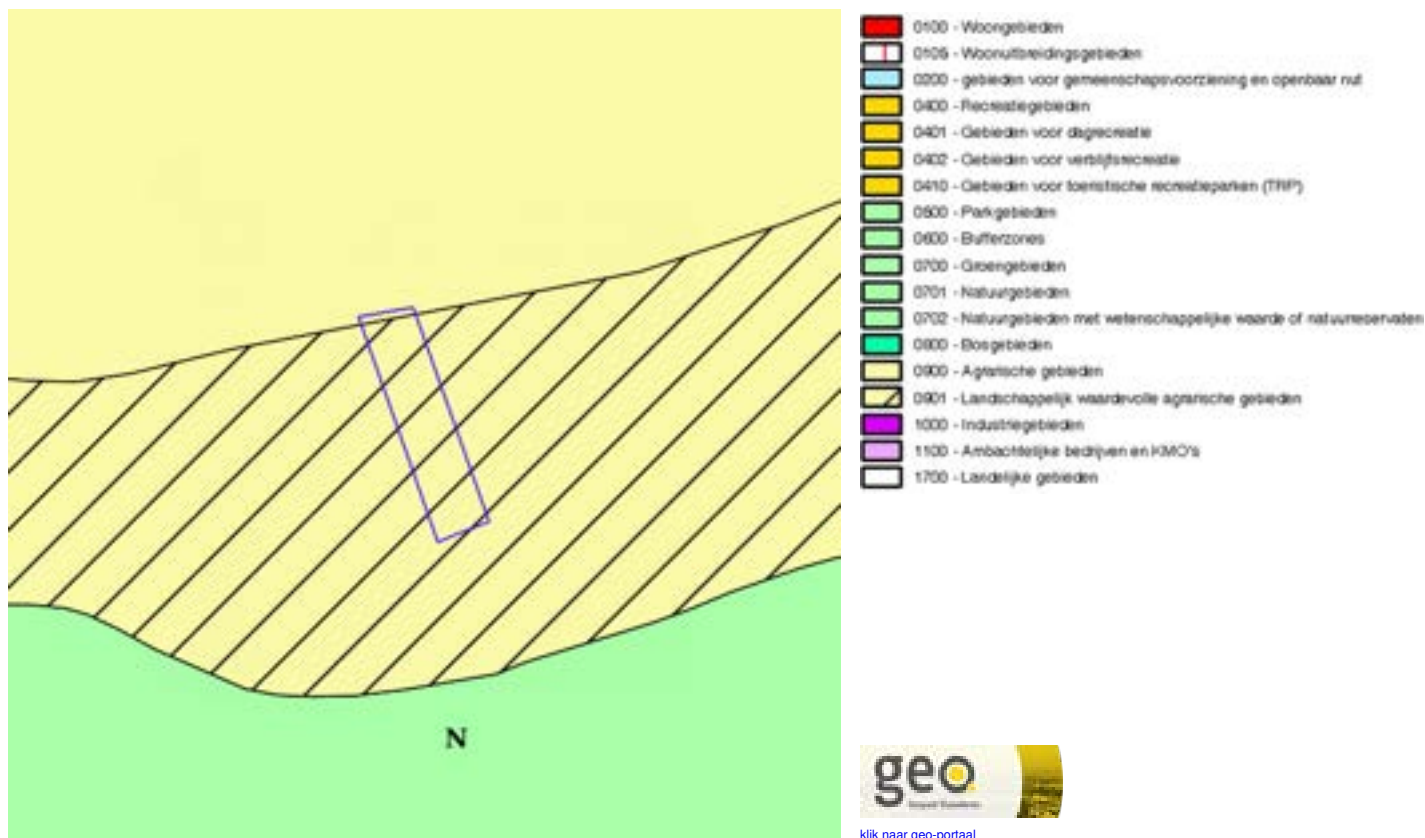 0100 - Woongebieden
0105 - Woonuitbreidingsgebieden
0200 - gebieden voor gemeenschapsvoorziening en openbaar nut
0400 - Recreatiegebieden
0401 - Gebieden voor dagrecreatie
0402 - Gebieden voor verblijfsrecreatie
0410 - Gebieden voor toeristische recreatieparken (TRP)
0500 - Parkgebieden
0600 - Bufferzones
0700 - Groengebieden
0701 - Natuurgebieden
0702 - Natuurgebieden met wetenschappelijke waarde of natuurreservaten
0800 - Bosgebieden
0900 - Agrarische gebieden
0901 - Landschappelijk waardevolle agrarische gebieden
1000 - Industriegebieden
1100 - Ambachtelijke bedrijven en KMO's
1700 - Landelijke gebieden
N
geo
klik naar geo-portaal